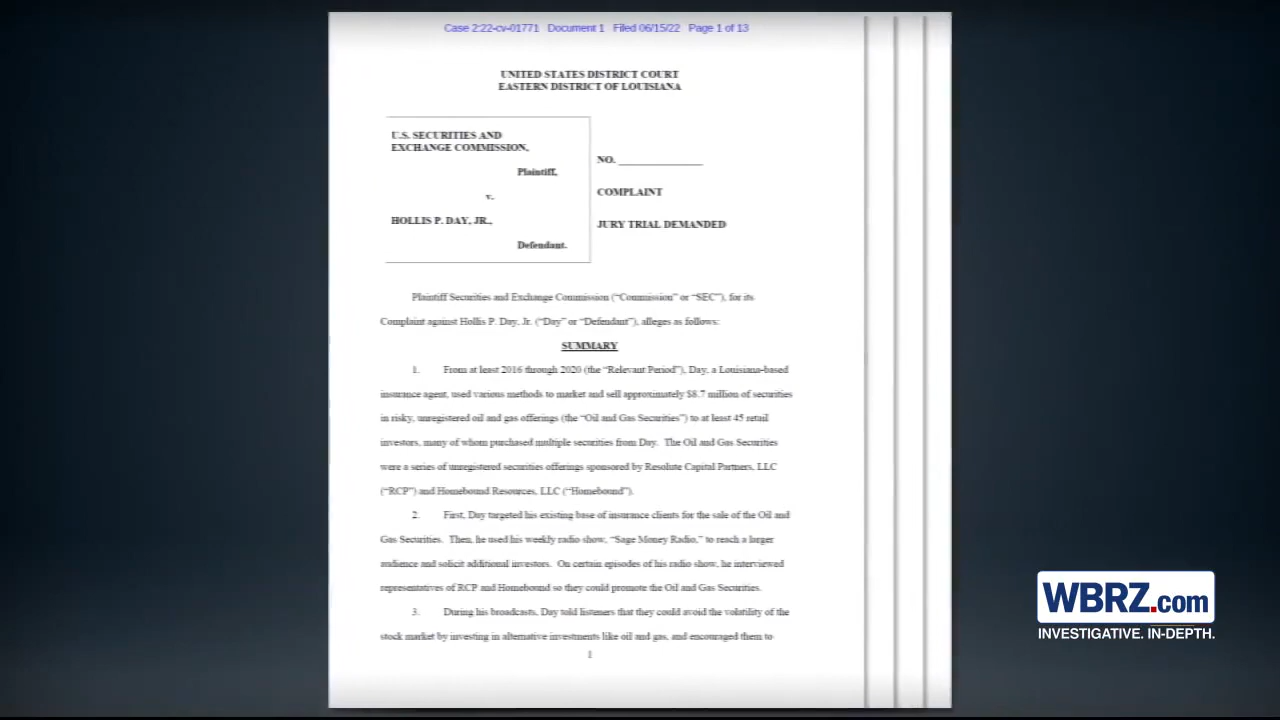 Case 2:22-cv-01771 Document 1 Filed 06/15/22 Page 1 of 13
UNITED STATES DISTRICT COURT
EASTERN DISTRICT OF LOUISIANA
U.S. SECURITIES AND
EXCHANGE COMMISSION,
Plaintiff,
v.
HOLLIS P. DAY, JR.,
Defendant.
NO. _______________
COMPLAINT
JURY TRIAL DEMANDED
Plaintiff Securities and Exchange Commission (“Commission” or “SEC”), for its
Complaint against Hollis P. Day, Jr. (“Day” or “Defendant”), alleges as follows:
SUMMARY
1. From at least 2016 through 2020 (the “Relevant Period”), Day, a Louisiana-based
insurance agent, used various methods to market and sell approximately $8.7 million of securities
in risky, unregistered oil and gas offerings (the “Oil and Gas Securities”) to at least 45 retail
investors, many of whom purchased multiple securities from Day. The Oil and Gas Securities
were a series of unregistered securities offerings sponsored by Resolute Capital Partners, LLC
(“RCP”) and Homebound Resources, LLC (“Homebound”).
2. First, Day targeted his existing base of insurance clients for the sale of the Oil and
Gas Securities. Then, he used his weekly radio show, “Sage Money Radio,” to reach a larger
audience and solicit additional investors. On certain episodes of his radio show, he interviewed
representatives of RCP and Homebound so they could promote the Oil and Gas Securities.
3. During his broadcasts, Day told listeners that they could avoid the volatility of the
stock market by investing in alternative investments like oil and gas, and encouraged them to
1
WBRZ.com
INVESTIGATIVE. IN-DEPTH.